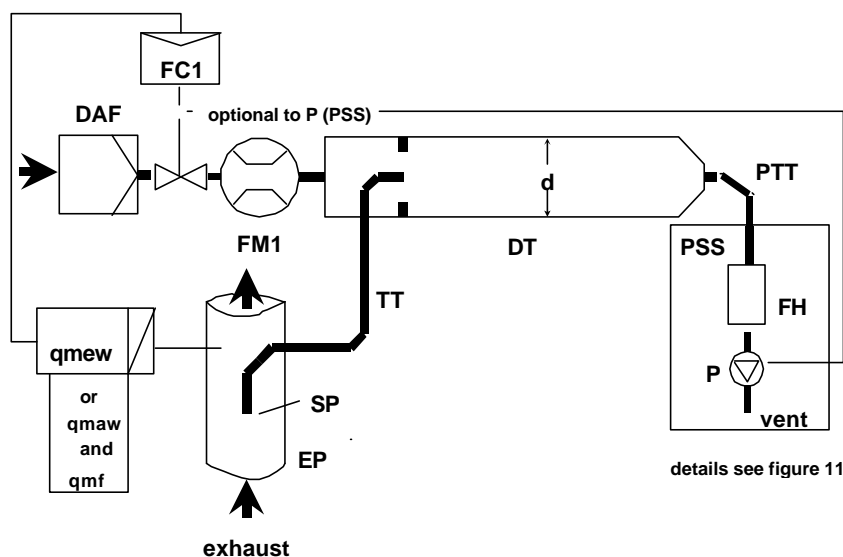 FC1
DAF
optional to P (PSS)
d
PTT
FM1
DT
PSS
TT
FH
qmew
P
or
qmaw
and
qmf
SP
vent
EP
details see figure 11
exhaust